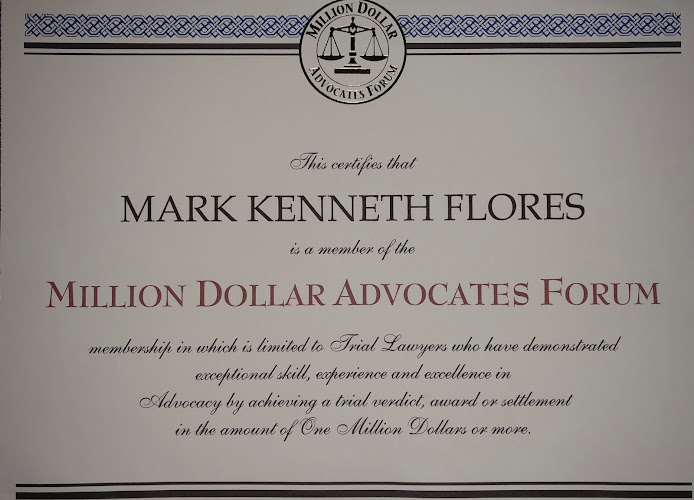 MILLION DOLLAR
ADVOCATES FORUM
This certifies that
MARK KENNETH FLORES
is a member of the
MILLION DOLLAR ADVOCATES FORUM
membership in which is limited to Trial Lawyers who have demonstrated
exceptional skill, experience and excellence in
Advocacy by achieving a trial verdict, award or settlement
in the amount of One Million Dollars or more.